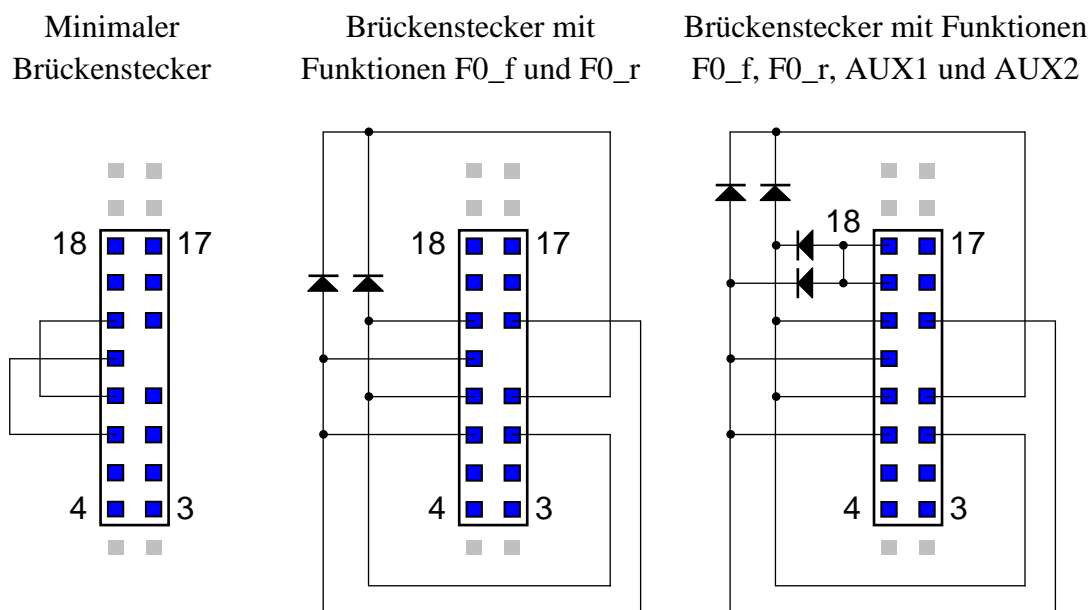 Minimaler
Brückenstecker
Brückenstecker mit
Funktionen F0_f und F0_r
Brückenstecker mit Funktionen
F0_f, F0_r, AUX1 und AUX2
18 17
4 3
18 17
4 3
18 17
4 3